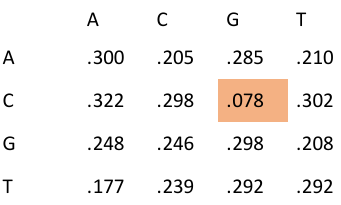 A C G T
A .300 .205 .285 .210
C .322 .298 .078 .302
G .248 .246 .298 .208
T .177 .239 .292 .292